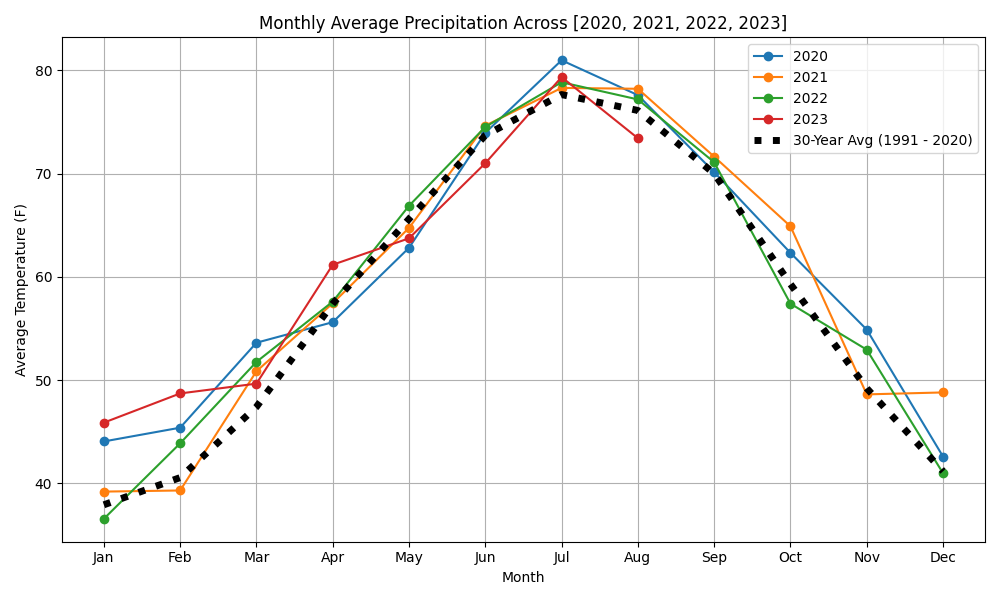 Monthly Average Precipitation Across [2020, 2021, 2022, 2023]
2020
2021
2022
2023
30-Year Avg (1991 - 2020)
Average Temperature (F)
80
70
60
50
40
Jan Feb Mar Apr May Jun Jul Aug Sep Oct Nov Dec
Month